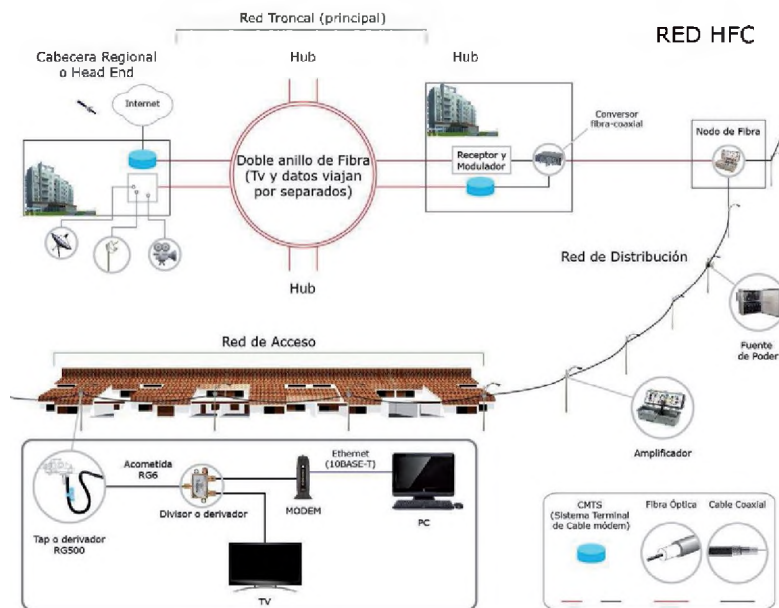 Red Troncal (principal)
RED HFC
Cabecera Regional
o Head End
Hub
Hub
Internet
Conversor
fibra-coaxial
Doble anillo de Fibra
(Tv y datos viajan
por separados)
Receptor y
Modulador
Nodo de Fibra
Hub
Red de Distribución
Fuente
de Poder
Red de Acceso
Amplificador
Acometida
RG6
Ethernet
(10BASE-T)
Divisor o derivador
MODEM
PC
Tap o derivador
RG500
TV
CMTS
(Sistema Terminal
de Cable módem)
Fibra Óptica
Cable Coaxial